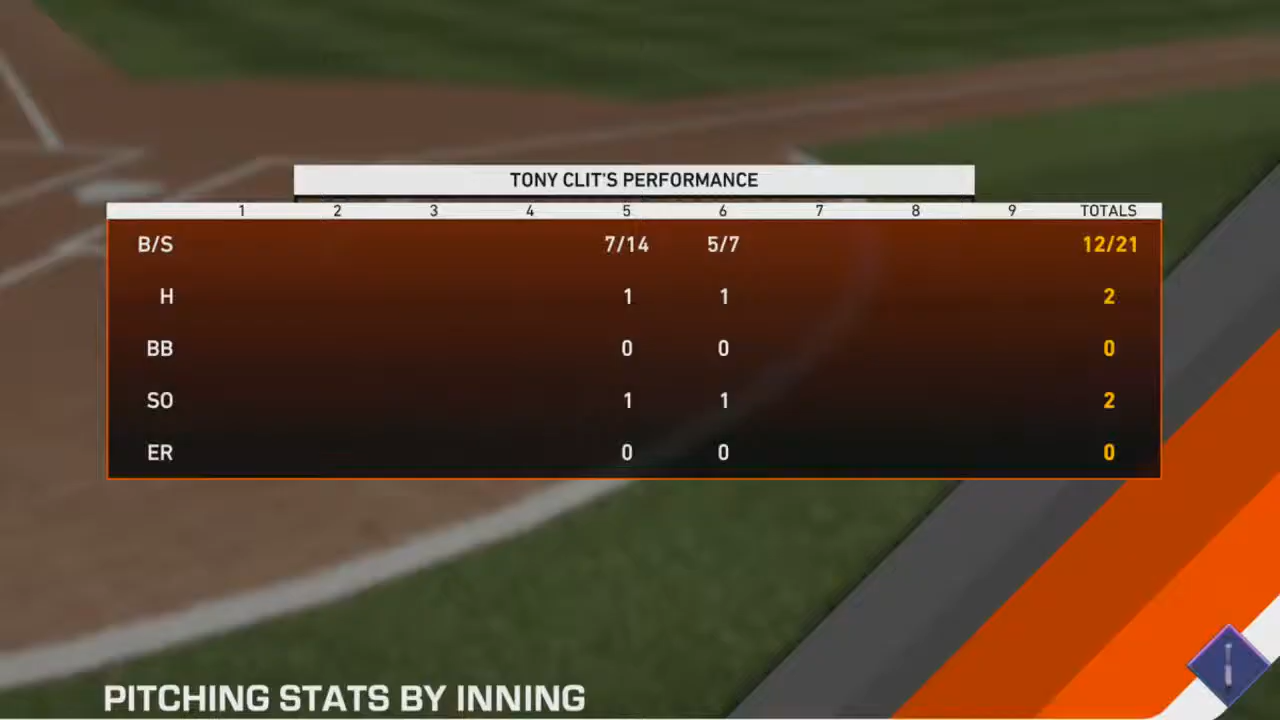 TONY CLIT'S PERFORMANCE
1 2 3 4 5 6 7 8 9 TOTALS
B/S 7/14 5/7 12/21
H 1 1 2
BB 0 0 0
SO 1 1 2
ER 0 0 0
PITCHING STATS BY INNING